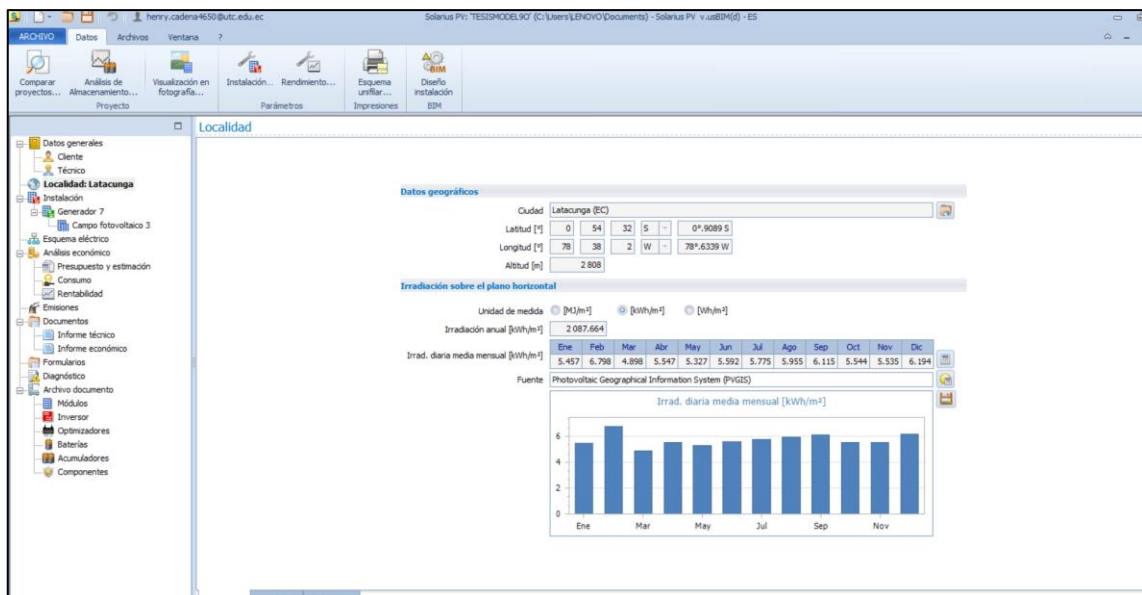 henry.cadena4650@utc.edu.ec
Solarius PV: 'TESISMODEL9O' (C:\Users\LENOVO\Documents) - Solarius PV v.usBIM(d) - ES
ARCHIVO Datos Archivos Ventana ?
Comparar proyectos...
Análisis de Almacenamiento...
Visualización en fotografía...
Instalación...
Rendimiento...
Esquema unifilar...
Diseño instalación
BIM
Proyecto Parámetros Impresiones BIM
Localidad
Datos generales
Cliente
Técnico
Localidad: Latacunga
Instalación
Generador 7
Campo fotovoltaico 3
Esquema eléctrico
Análisis económico
Presupuesto y estimación
Consumo
Rentabilidad
Emisiones
Documentos
Informe técnico
Informe económico
Formularios
Diagnóstico
Archivo documento
Módulos
Inversor
Optimizadores
Baterías
Acumuladores
Componentes
Datos geográficos
Ciudad Latacunga (EC)
Latitud [°] 0 54 32 S 0°.9089 S
Longitud [°] 78 38 2 W 78°.6339 W
Altitud [m] 2 808
Irradiación sobre el plano horizontal
Unidad de medida [MJ/m²] [kWh/m²] [Wh/m²]
Irradiación anual [kWh/m²] 2 087.664
Ene Feb Mar Abr May Jun Jul Ago Sep Oct Nov Dic
Irrad. diaria media mensual [kWh/m²] 5.457 6.798 4.898 5.547 5.327 5.592 5.775 5.955 6.115 5.544 5.535 6.194
Fuente Photovoltaic Geographical Information System (PVGIS)
Irrad. diaria media mensual [kWh/m²]
6
4
2
0
Ene Mar May Jul Sep Nov